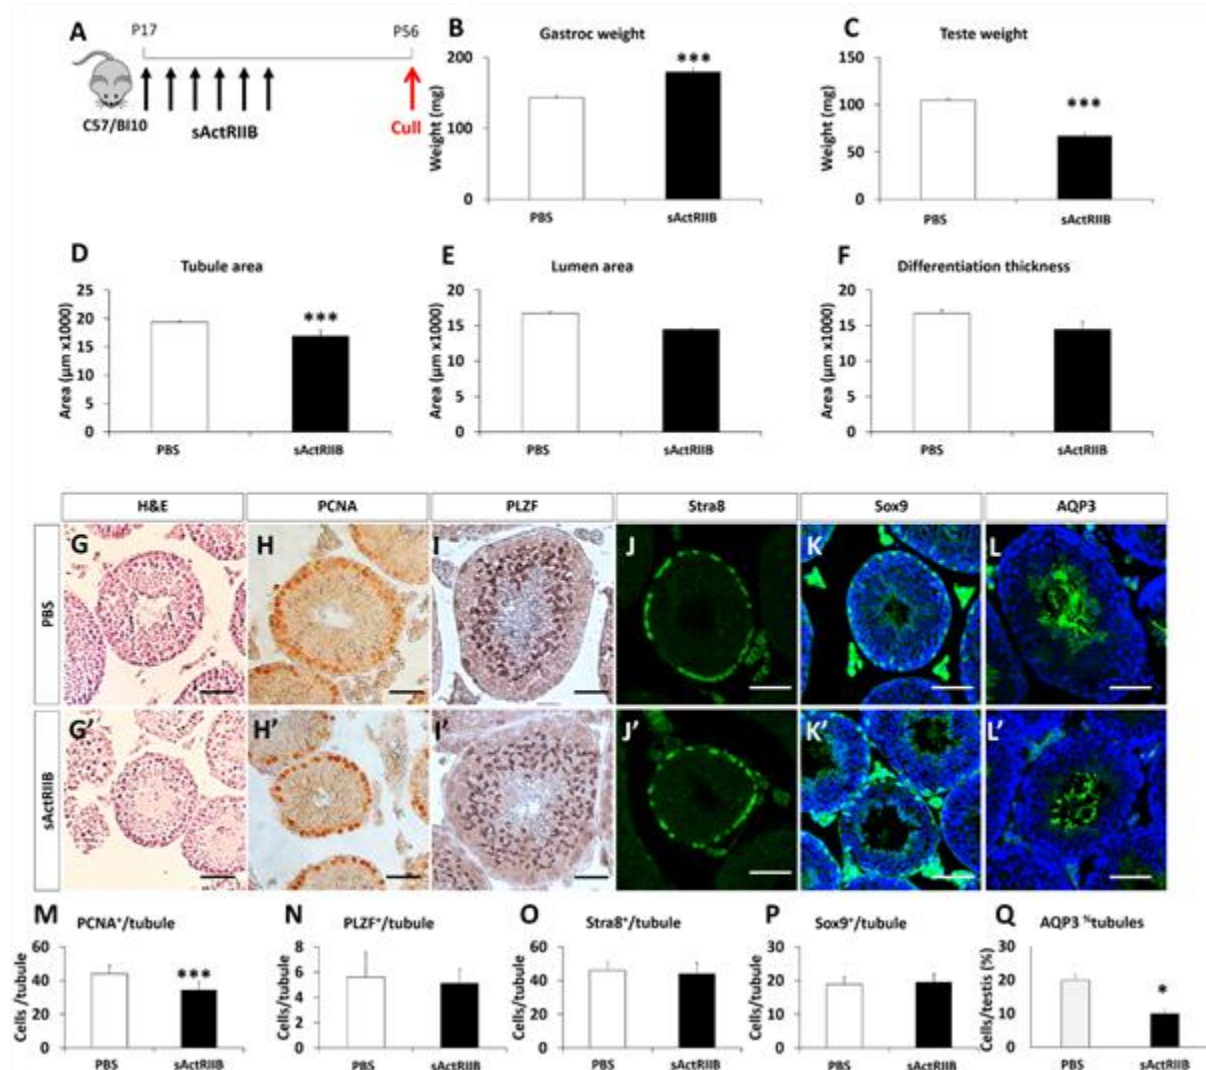 A
P17
P56
C57/Bl10
sActRIIB
Cull
B
Gastroc weight
***
Weight (mg)
200
100
0
PBS
sActRIIB
C
Teste weight
***
Weight (mg)
150
100
50
0
PBS
sActRIIB
D
Tubule area
***
Area (µm x1000)
25
20
15
10
5
0
PBS
sActRIIB
E
Lumen area
Area (µm x1000)
20
15
10
5
0
PBS
sActRIIB
F
Differentiation thickness
Area (µm x1000)
20
15
10
5
0
PBS
sActRIIB
H&E
PCNA
PLZF
Stra8
Sox9
AQP3
PBS
G
H
I
J
K
L
sActRIIB
G'
H'
I'
J'
K'
L'
M
PCNA⁺/tubule
***
Cells /tubule
60
40
20
0
PBS
sActRIIB
N
PLZF⁺/tubule
Cells/tubule
8
6
4
2
0
PBS
sActRIIB
O
Stra8⁺/tubule
Cells/tubule
60
40
20
0
PBS
sActRIIB
P
Sox9⁺/tubule
Cells/tubule
30
20
10
0
PBS
sActRIIB
Q
AQP3 %tubules
*
Cells/testis (%)
30
20
10
0
PBS
sActRIIB